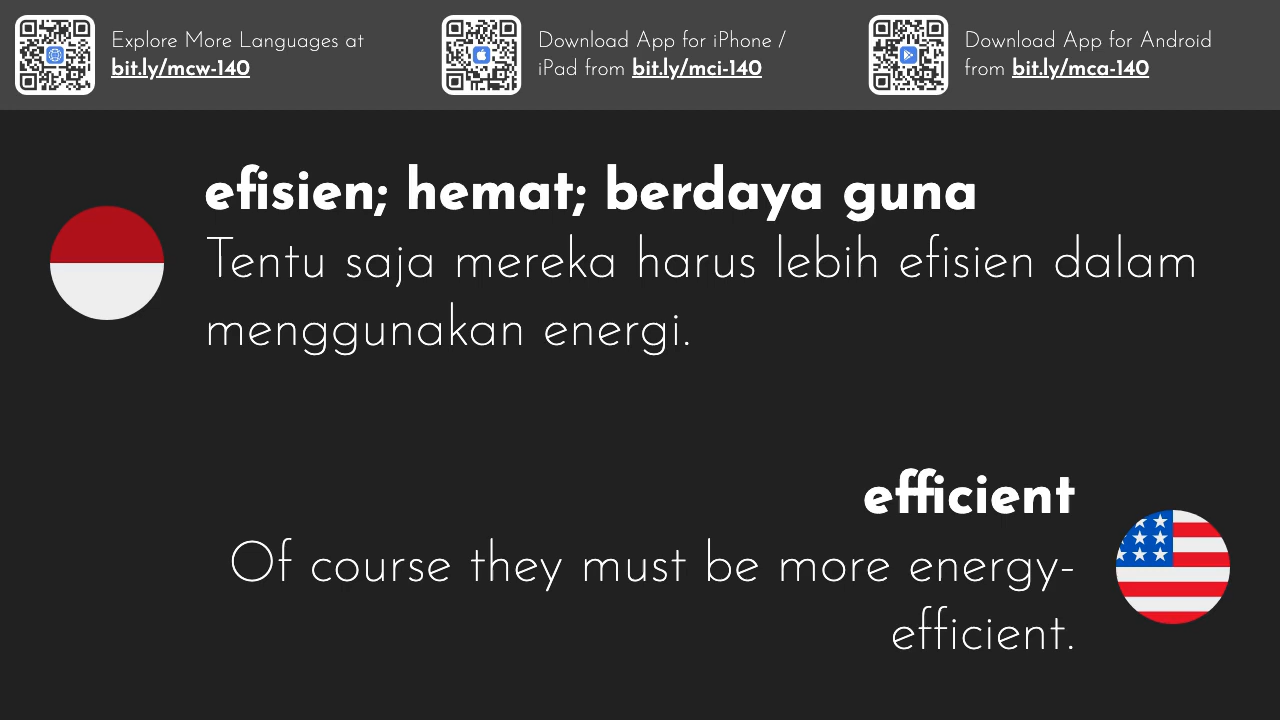 Explore More Languages at
bit.ly/mcw-140
Download App for iPhone /
iPad from bit.ly/mci-140
Download App for Android
from bit.ly/mca-140
efisien; hemat; berdaya guna
Tentu saja mereka harus lebih efisien dalam
menggunakan energi.
efficient
Of course they must be more energy-
efficient.